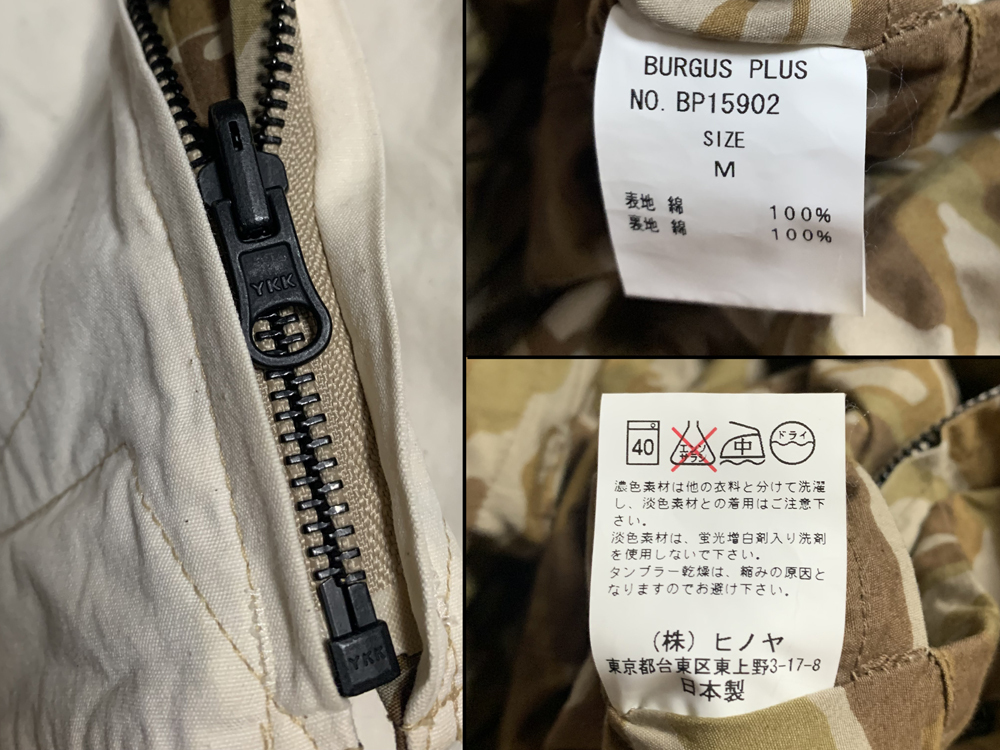 YKK
YKK
BURGUS PLUS
NO. BP15902
SIZE
M
表地 綿 100%
裏地 綿 100%
40 エンソサラシ 中 ドライ
濃色素材は他の衣料と分けて洗濯
し、淡色素材との着用はご注意下
さい。
淡色素材は、蛍光増白剤入り洗剤
を使用しないで下さい。
タンブラー乾燥は、縮みの原因と
なりますのでお避け下さい。
(株) ヒノヤ
東京都台東区東上野3-17-8
日本製